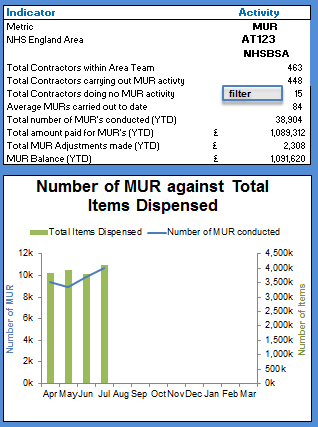 Indicator Activity
Metric MUR
NHS England Area AT123
NHSBSA
Total Contractors within Area Team 463
Total Contractors carrying out MUR activty 448
Total Contractors doing no MUR activity filter 15
Average MURs carried out to date 84
Total number of MUR's conducted (YTD) 38,904
Total amount paid for MUR's (YTD) £ 1,089,312
Total MUR Adjustments made (YTD) £ 2,308
MUR Balance (YTD) £ 1,091,620
Number of MUR against Total
Items Dispensed
Total Items Dispensed Number of MUR conducted
12k 4,500k
10k 4,000k
8k 3,500k
6k 3,000k
4k 2,500k
2k 2,000k
0k 1,500k
1,000k
500k
0k
Number of MUR
Number of Items
Apr May Jun Jul Aug Sep Oct Nov Dec Jan Feb Mar